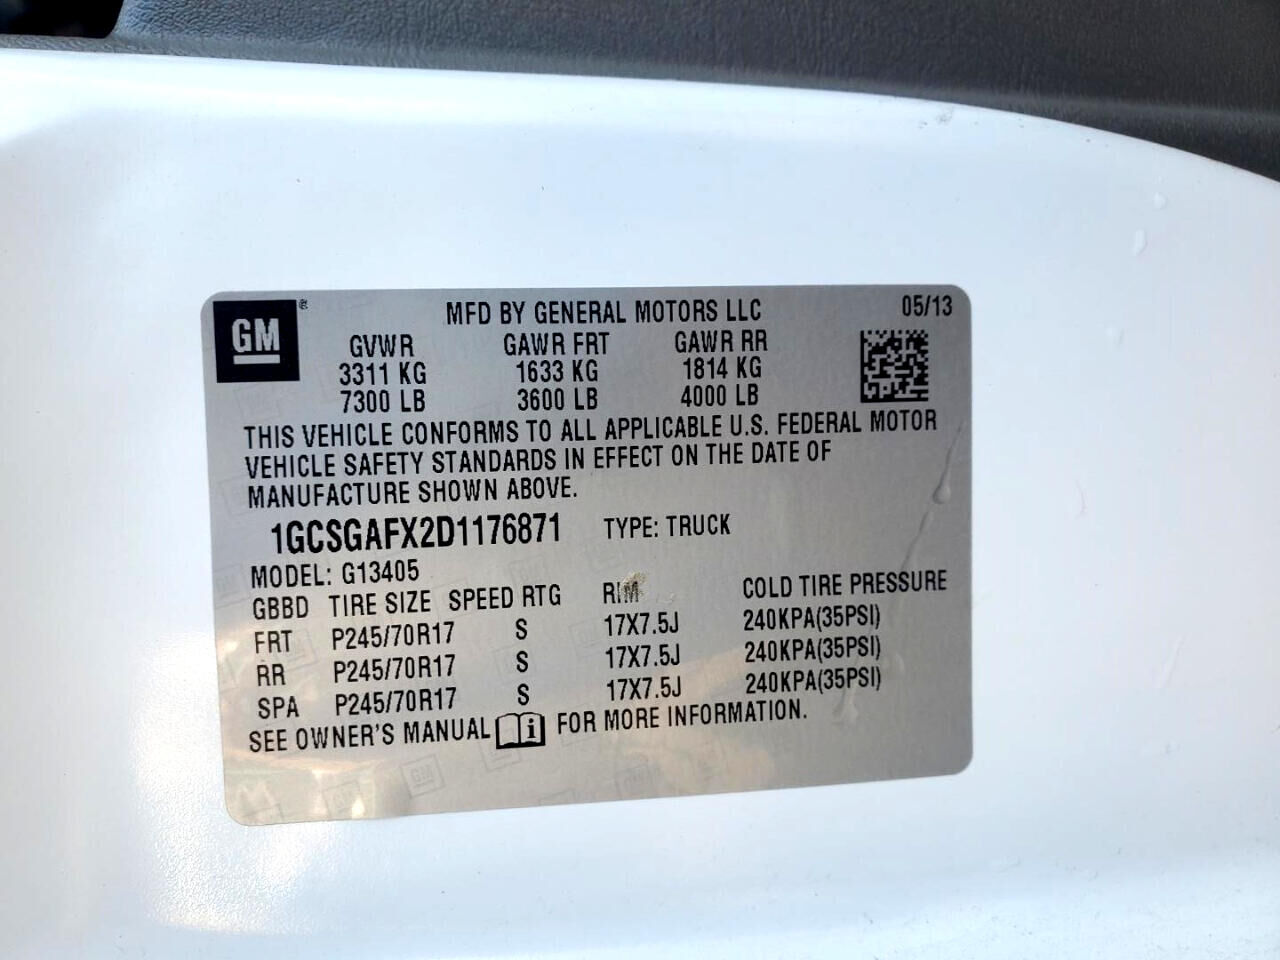 GM ®
MFD BY GENERAL MOTORS LLC 05/13
GVWR GAWR FRT GAWR RR
3311 KG 1633 KG 1814 KG
7300 LB 3600 LB 4000 LB
THIS VEHICLE CONFORMS TO ALL APPLICABLE U.S. FEDERAL MOTOR
VEHICLE SAFETY STANDARDS IN EFFECT ON THE DATE OF
MANUFACTURE SHOWN ABOVE.
1GCSGAFX2D1176871 TYPE: TRUCK
MODEL: G13405
GBBD TIRE SIZE SPEED RTG RIM COLD TIRE PRESSURE
FRT P245/70R17 S 17X7.5J 240KPA(35PSI)
RR P245/70R17 S 17X7.5J 240KPA(35PSI)
SPA P245/70R17 S 17X7.5J 240KPA(35PSI)
SEE OWNER'S MANUAL i FOR MORE INFORMATION.